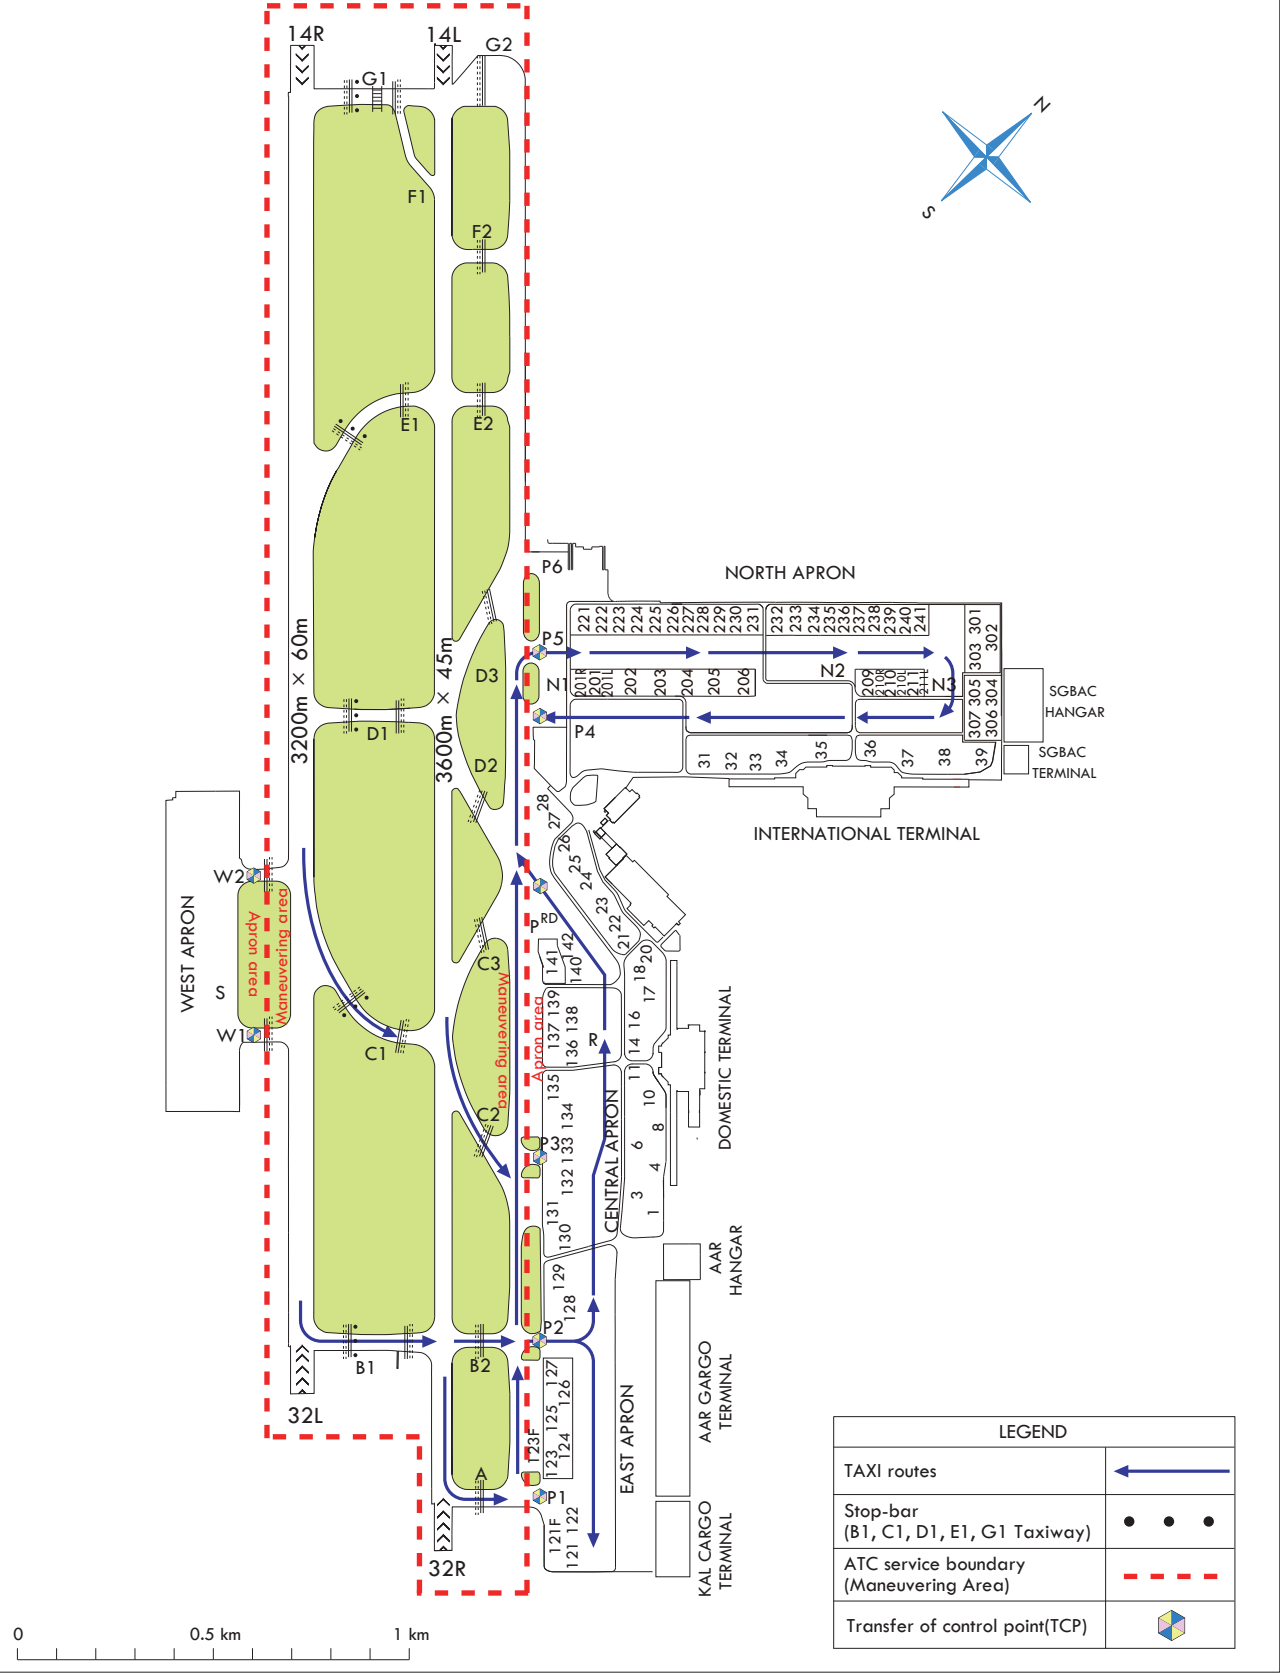 14R
14L
G2
G1
N
S
F1
F2
E1
E2
P6
NORTH APRON
221
222
223
224
225
226
227
228
229
230
231
232
233
234
235
236
237
238
239
240
241
301
302
303
P5
3200m × 60m
3600m × 45m
D3
N1
201R
201
201L
202
203
204
205
206
N2
209
210R
210
210L
211
211L
N3
305
304
307
306
SGBAC
HANGAR
P4
D1
D2
31
32
33
34
35
36
37
38
39
SGBAC
TERMINAL
INTERNATIONAL TERMINAL
28
27
26
25
24
23
22
21
W2
WEST APRON
Apron area
Maneuvering area
S
W1
P RD
142
141
140
20
18
17
C3
Maneuvering area
Apron area
139
137
138
136
R
16
14
DOMESTIC TERMINAL
C1
135
134
11
10
8
6
4
3
1
C2
P3
133
132
131
130
CENTRAL APRON
129
128
AAR
HANGAR
P2
B1
B2
127
126
125
124
123
123F
EAST APRON
AAR GARGO
TERMINAL
32L
A
P1
121F
122
121
KAL CARGO
TERMINAL
32R
LEGEND
TAXI routes
Stop-bar
(B1, C1, D1, E1, G1 Taxiway)
ATC service boundary
(Maneuvering Area)
Transfer of control point(TCP)
0
0.5 km
1 km